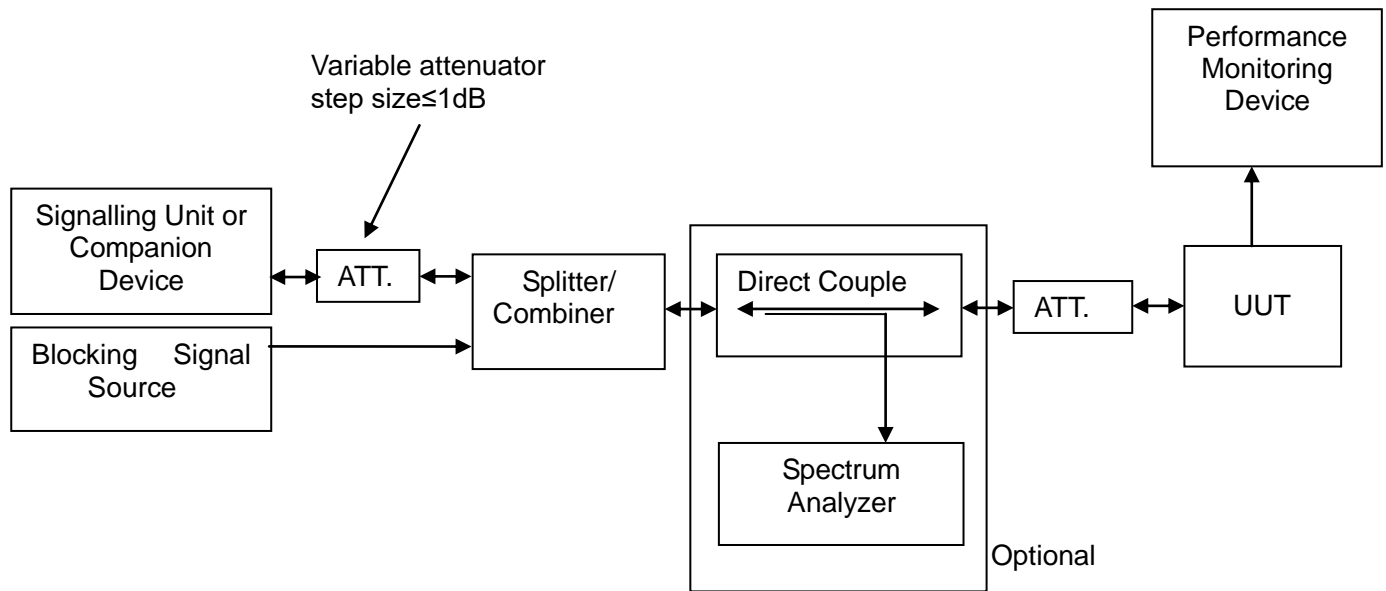 Performance
Monitoring
Device
Variable attenuator
step size≤1dB
Signalling Unit or
Companion
Device
ATT.
Splitter/
Combiner
Direct Couple
ATT.
UUT
Blocking Signal
Source
Spectrum
Analyzer
Optional